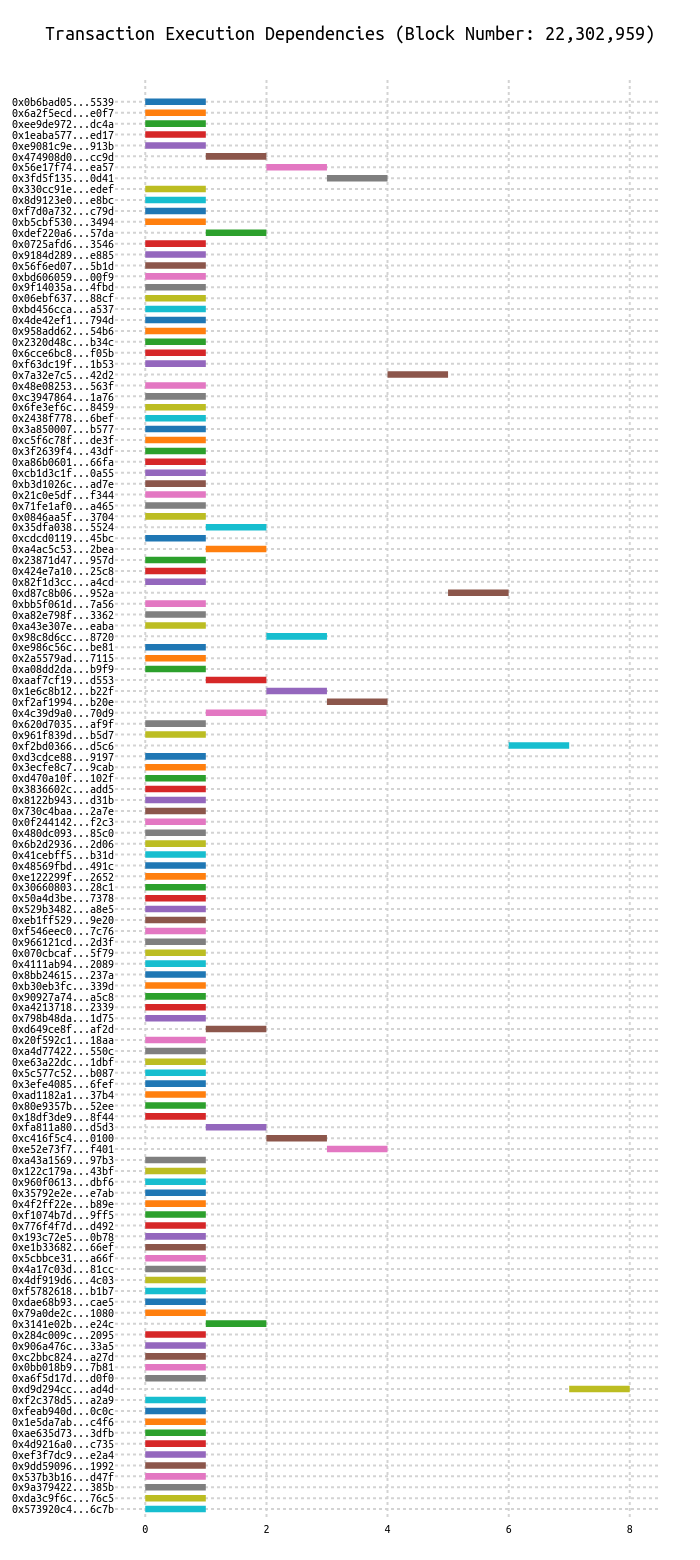 Transaction Execution Dependencies (Block Number: 22,302,959)
0x0b6bad05...5539
0x6a2f5ecd...e0f7
0xee9de972...dc4a
0x1eaba577...ed17
0xe9081c9e...913b
0x474908d0...cc9d
0x56e17f74...ea57
0x3fd5f135...0d41
0x330cc91e...edef
0x8d9123e0...e8bc
0xf7d0a732...c79d
0xb5cbf530...3494
0xdef220a6...57da
0x0725afd6...3546
0x9184d289...e885
0x56f6ed07...5b1d
0xbd606059...00f9
0x9f14035a...4fbd
0x06ebf637...88cf
0xbd456cca...a537
0x4de42ef1...794d
0x958add62...54b6
0x2320d48c...b34c
0x6cce6bc8...f05b
0xf63dc19f...1b53
0x7a32e7c5...42d2
0x48e08253...563f
0xc3947864...1a76
0x6fe3ef6c...8459
0x2438f778...6bef
0x3a850007...b577
0xc5f6c78f...de3f
0x3f2639f4...43df
0xa86b0601...66fa
0xcb1d3c1f...0a55
0xb3d1026c...ad7e
0x21c0e5df...f344
0x71fe1af0...a465
0x0846aa5f...3704
0x35dfa038...5524
0xcdcd0119...45bc
0xa4ac5c53...2bea
0x23871d47...957d
0x424e7a10...25c8
0x82f1d3cc...a4cd
0xd87c8b06...952a
0xbb5f061d...7a56
0xa82e798f...3362
0xa43e307e...eaba
0x98c8d6cc...8720
0xe986c56c...be81
0x2a5579ad...7115
0xa08dd2da...b9f9
0xaaf7cf19...d553
0x1e6c8b12...b22f
0xf2af1994...b20e
0x4c39d9a0...70d9
0x620d7035...af9f
0x961f839d...b5d7
0xf2bd0366...d5c6
0xd3cdce88...9197
0x3ecfe8c7...9cab
0xd470a10f...102f
0x3836602c...add5
0x8122b943...d31b
0x730c4baa...2a7e
0x0f244142...f2c3
0x480dc093...85c0
0x6b2d2936...2d06
0x41cebff5...b31d
0x48569fbd...491c
0xe122299f...2652
0x30660803...28c1
0x50a4d3be...7378
0x529b3482...a8e5
0xeb1ff529...9e20
0xf546eec0...7c76
0x966121cd...2d3f
0x070cbcaf...5f79
0x4111ab94...2089
0x8bb24615...237a
0xb30eb3fc...339d
0x90927a74...a5c8
0xa4213718...2339
0x798b48da...1d75
0xd649ce8f...af2d
0x20f592c1...18aa
0xa4d77422...550c
0xe63a22dc...1dbf
0x5c577c52...b087
0x3efe4085...6fef
0xad1182a1...37b4
0x80e9357b...52ee
0x18df3de9...8f44
0xfa811a80...d5d3
0xc416f5c4...0100
0xe52e73f7...f401
0xa43a1569...97b3
0x122c179a...43bf
0x960f0613...dbf6
0x35792e2e...e7ab
0x4f2ff22e...b89e
0xf1074b7d...9ff5
0x776f4f7d...d492
0x193c72e5...0b78
0xe1b33682...66ef
0x5cbbce31...a66f
0x4a17c03d...81cc
0x4df919d6...4c03
0xf5782618...b1b7
0xdae68b93...cae5
0x79a0de2c...1080
0x3141e02b...e24c
0x284c009c...2095
0x906a476c...33a5
0xc2bbc824...a27d
0x0bb018b9...7b81
0xa6f5d17d...d0f0
0xd9d294cc...ad4d
0xf2c378d5...a2a9
0xfeab940d...0c0c
0x1e5da7ab...c4f6
0xae635d73...3dfb
0x4d9216a0...c735
0xef3f7dc9...e2a4
0x9dd59096...1992
0x537b3b16...d47f
0x9a379422...385b
0xda3c9f6c...76c5
0x573920c4...6c7b
0 2 4 6 8